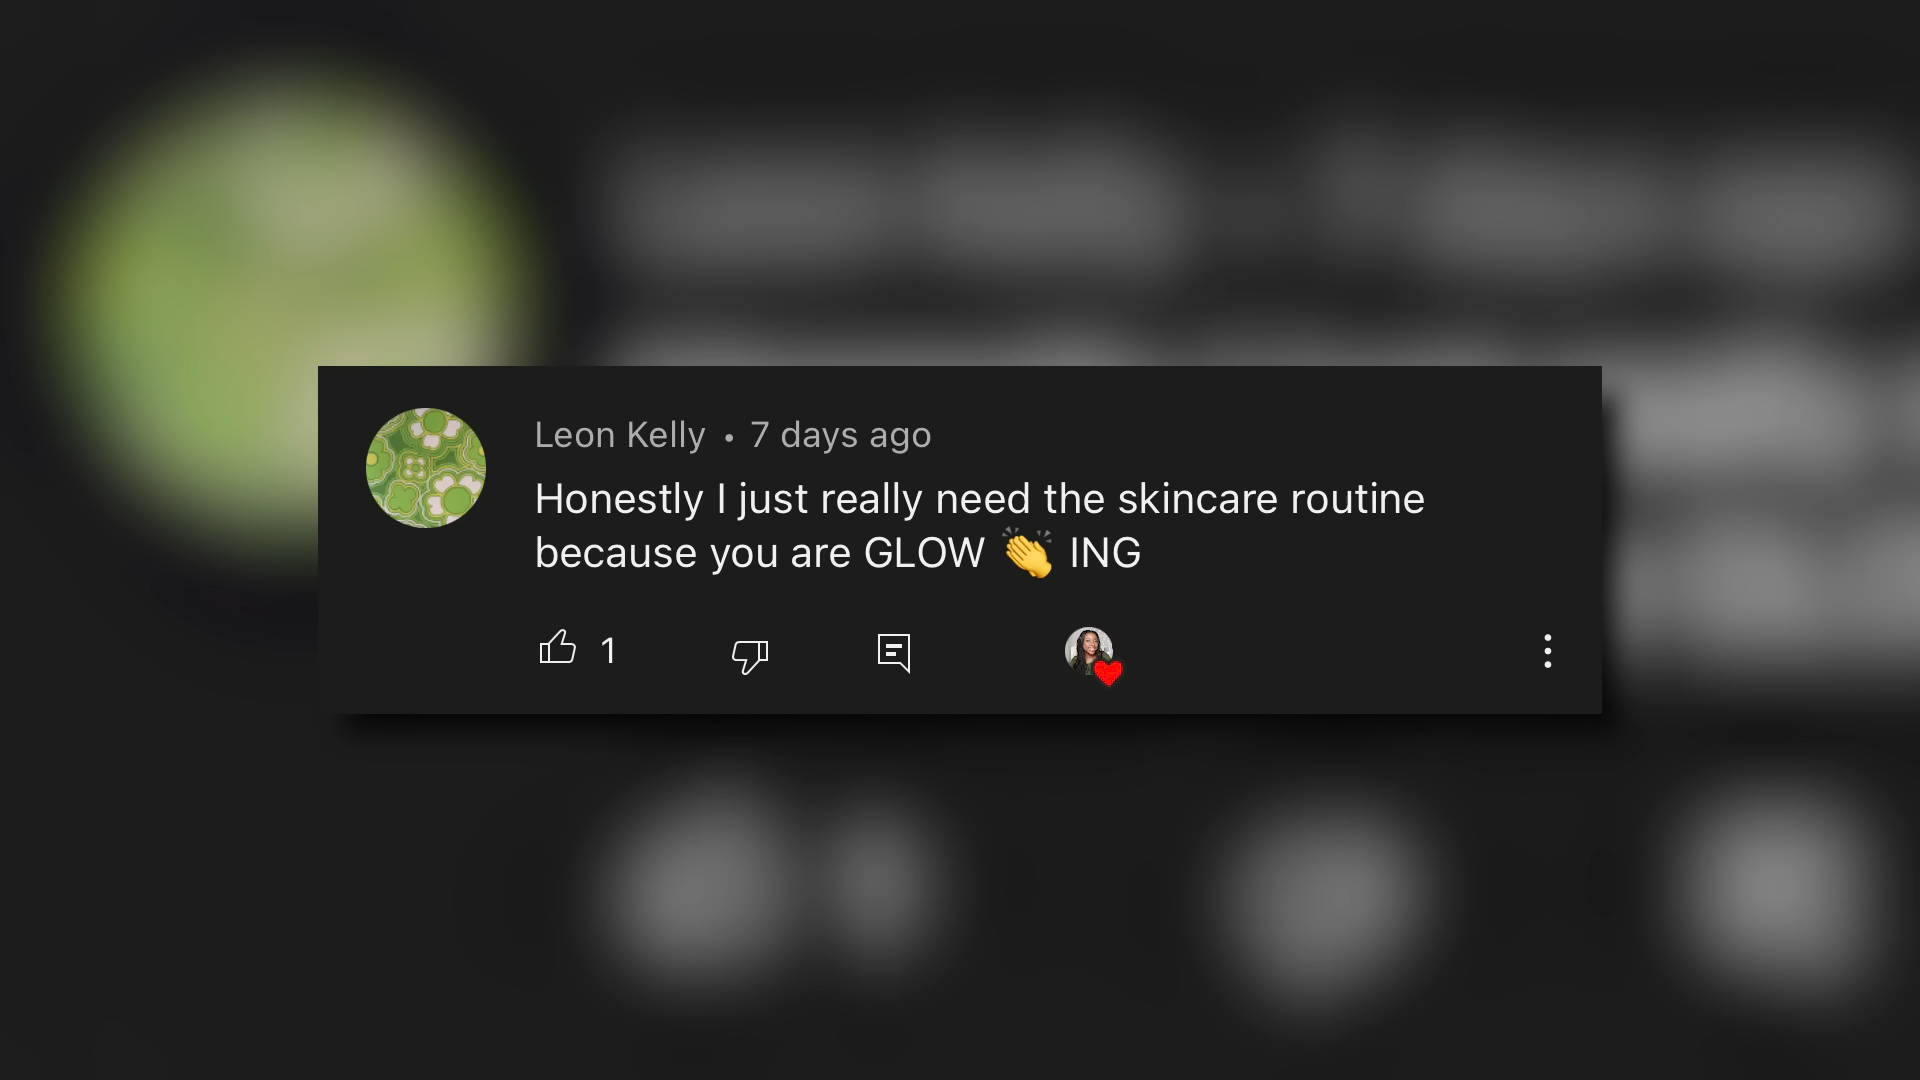 Leon Kelly • 7 days ago
Honestly I just really need the skincare routine
because you are GLOW 👏 ING
1